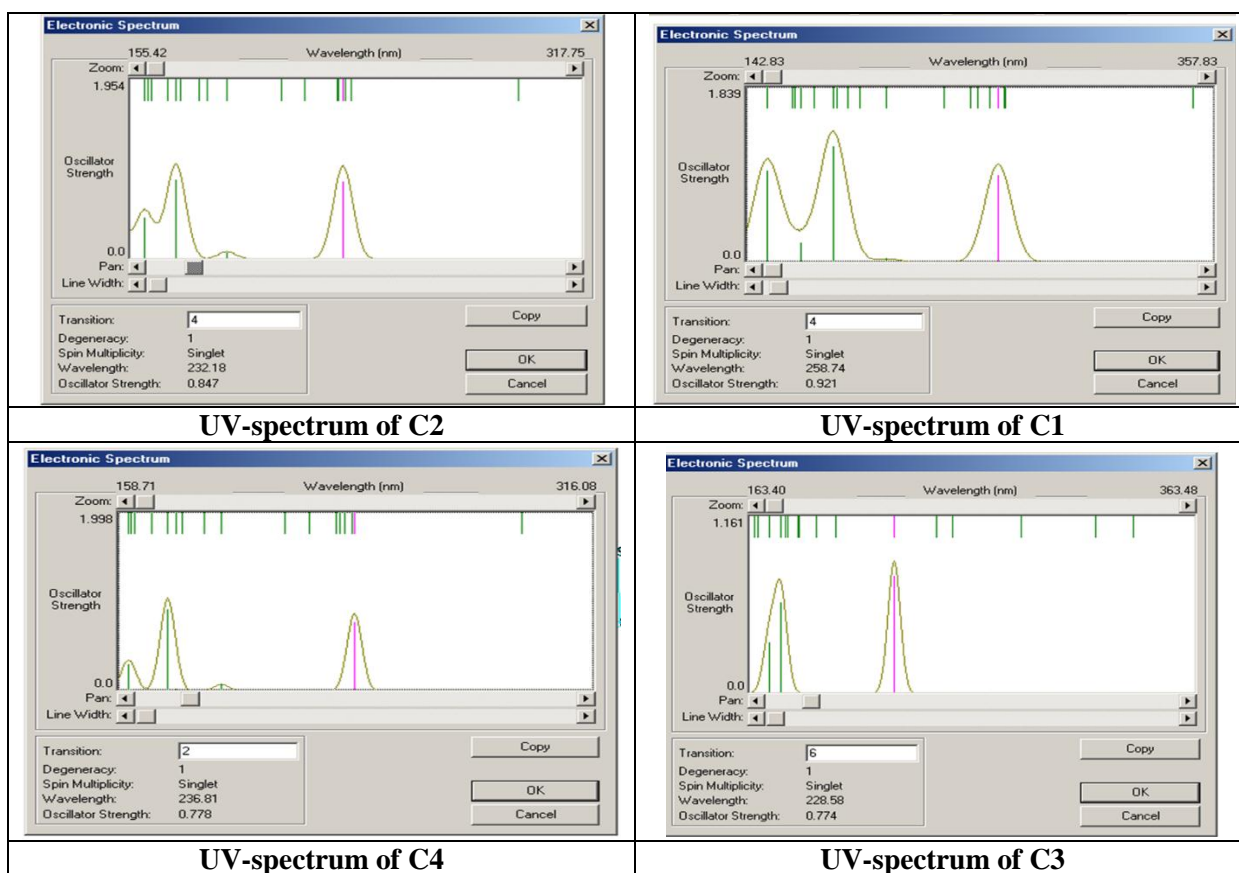 Electronic Spectrum
155.42 Wavelength (nm) 317.75
Zoom:
1.954
Oscillator
Strength
0.0
Pan:
Line Width:
Transition: 4
Degeneracy: 1
Spin Multiplicity: Singlet
Wavelength: 232.18
Oscillator Strength: 0.847
Copy
OK
Cancel
UV-spectrum of C2
Electronic Spectrum
142.83 Wavelength (nm) 357.83
Zoom:
1.839
Oscillator
Strength
0.0
Pan:
Line Width:
Transition: 4
Degeneracy: 1
Spin Multiplicity: Singlet
Wavelength: 258.74
Oscillator Strength: 0.921
Copy
OK
Cancel
UV-spectrum of C1
Electronic Spectrum
158.71 Wavelength (nm) 316.08
Zoom:
1.998
Oscillator
Strength
0.0
Pan:
Line Width:
Transition: 2
Degeneracy: 1
Spin Multiplicity: Singlet
Wavelength: 236.81
Oscillator Strength: 0.778
Copy
OK
Cancel
UV-spectrum of C4
Electronic Spectrum
163.40 Wavelength (nm) 363.48
Zoom:
1.161
Oscillator
Strength
0.0
Pan:
Line Width:
Transition: 6
Degeneracy: 1
Spin Multiplicity: Singlet
Wavelength: 228.58
Oscillator Strength: 0.774
Copy
OK
Cancel
UV-spectrum of C3